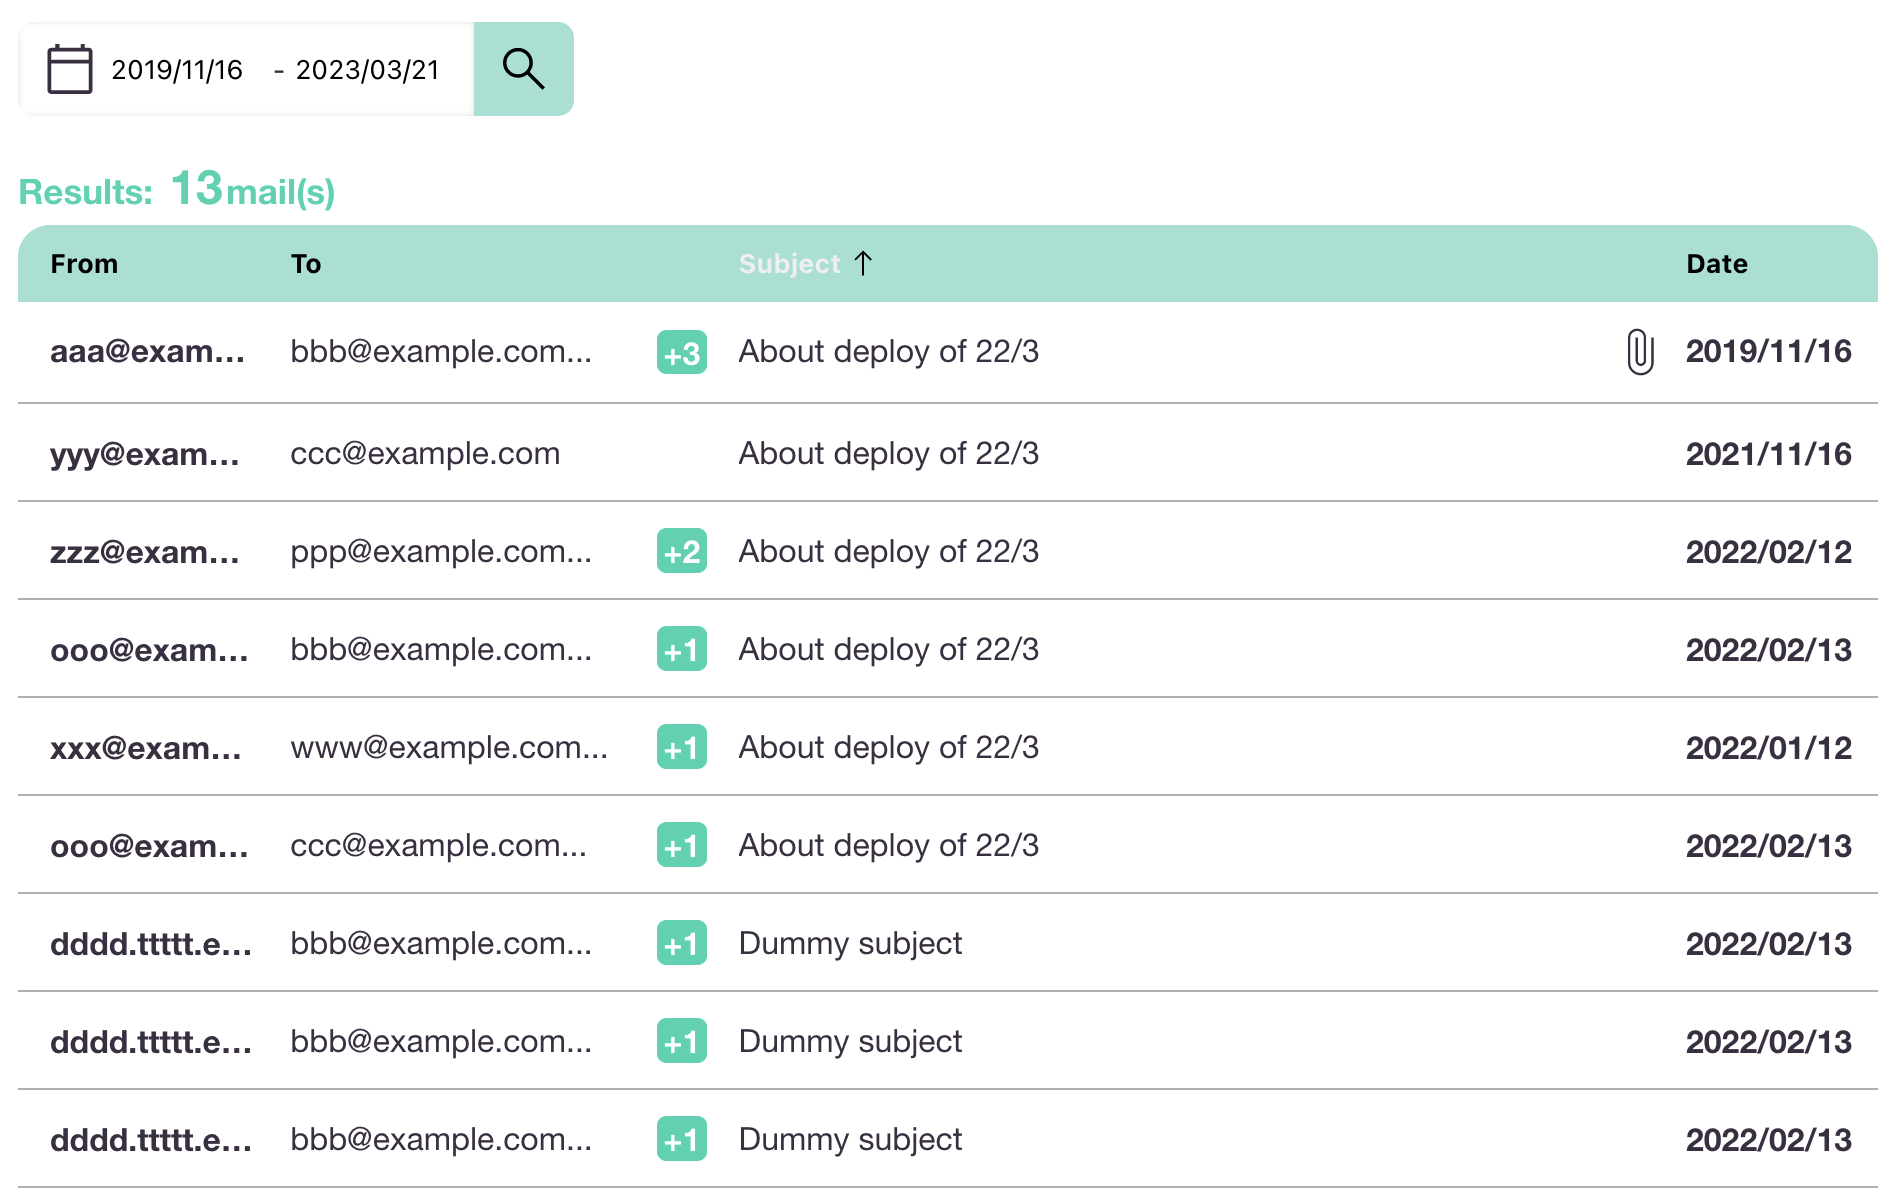 2019/11/16 - 2023/03/21
Results: 13mail(s)
From To Subject ↑ Date
aaa@exam... bbb@example.com... +3 About deploy of 22/3 2019/11/16
yyy@exam... ccc@example.com About deploy of 22/3 2021/11/16
zzz@exam... ppp@example.com... +2 About deploy of 22/3 2022/02/12
ooo@exam... bbb@example.com... +1 About deploy of 22/3 2022/02/13
xxx@exam... www@example.com... +1 About deploy of 22/3 2022/01/12
ooo@exam... ccc@example.com... +1 About deploy of 22/3 2022/02/13
dddd.ttttt.e... bbb@example.com... +1 Dummy subject 2022/02/13
dddd.ttttt.e... bbb@example.com... +1 Dummy subject 2022/02/13
dddd.ttttt.e... bbb@example.com... +1 Dummy subject 2022/02/13